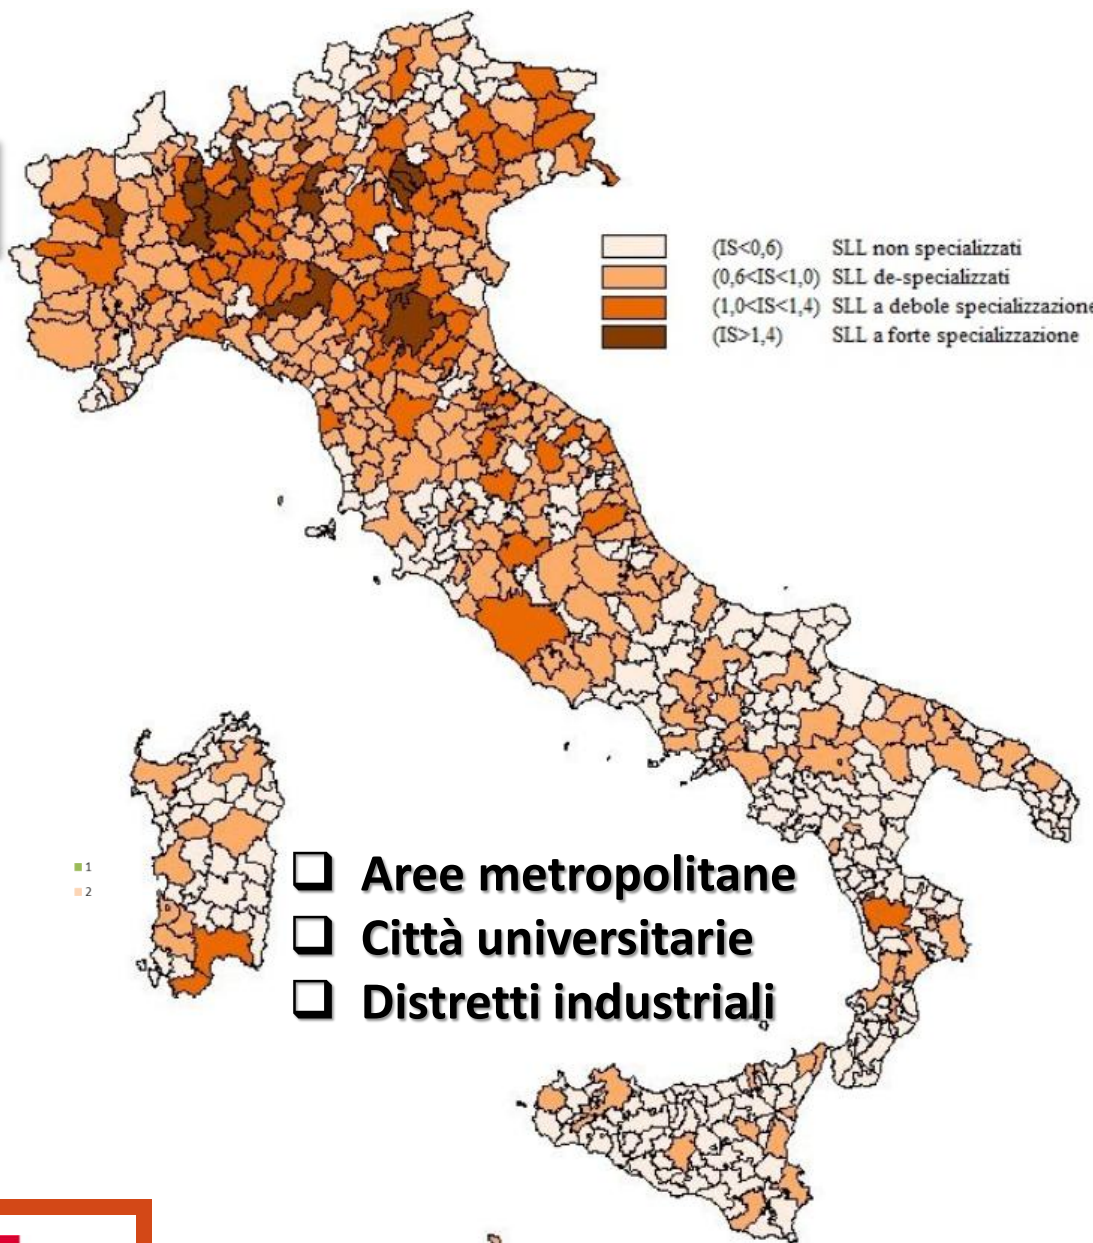 (IS<0,6) SLL non specializzati
(0,6<IS<1,0) SLL de-specializzati
(1,0<IS<1,4) SLL a debole specializzazione
(IS>1,4) SLL a forte specializzazione
1
2
Aree metropolitane
Città universitarie
Distretti industriali